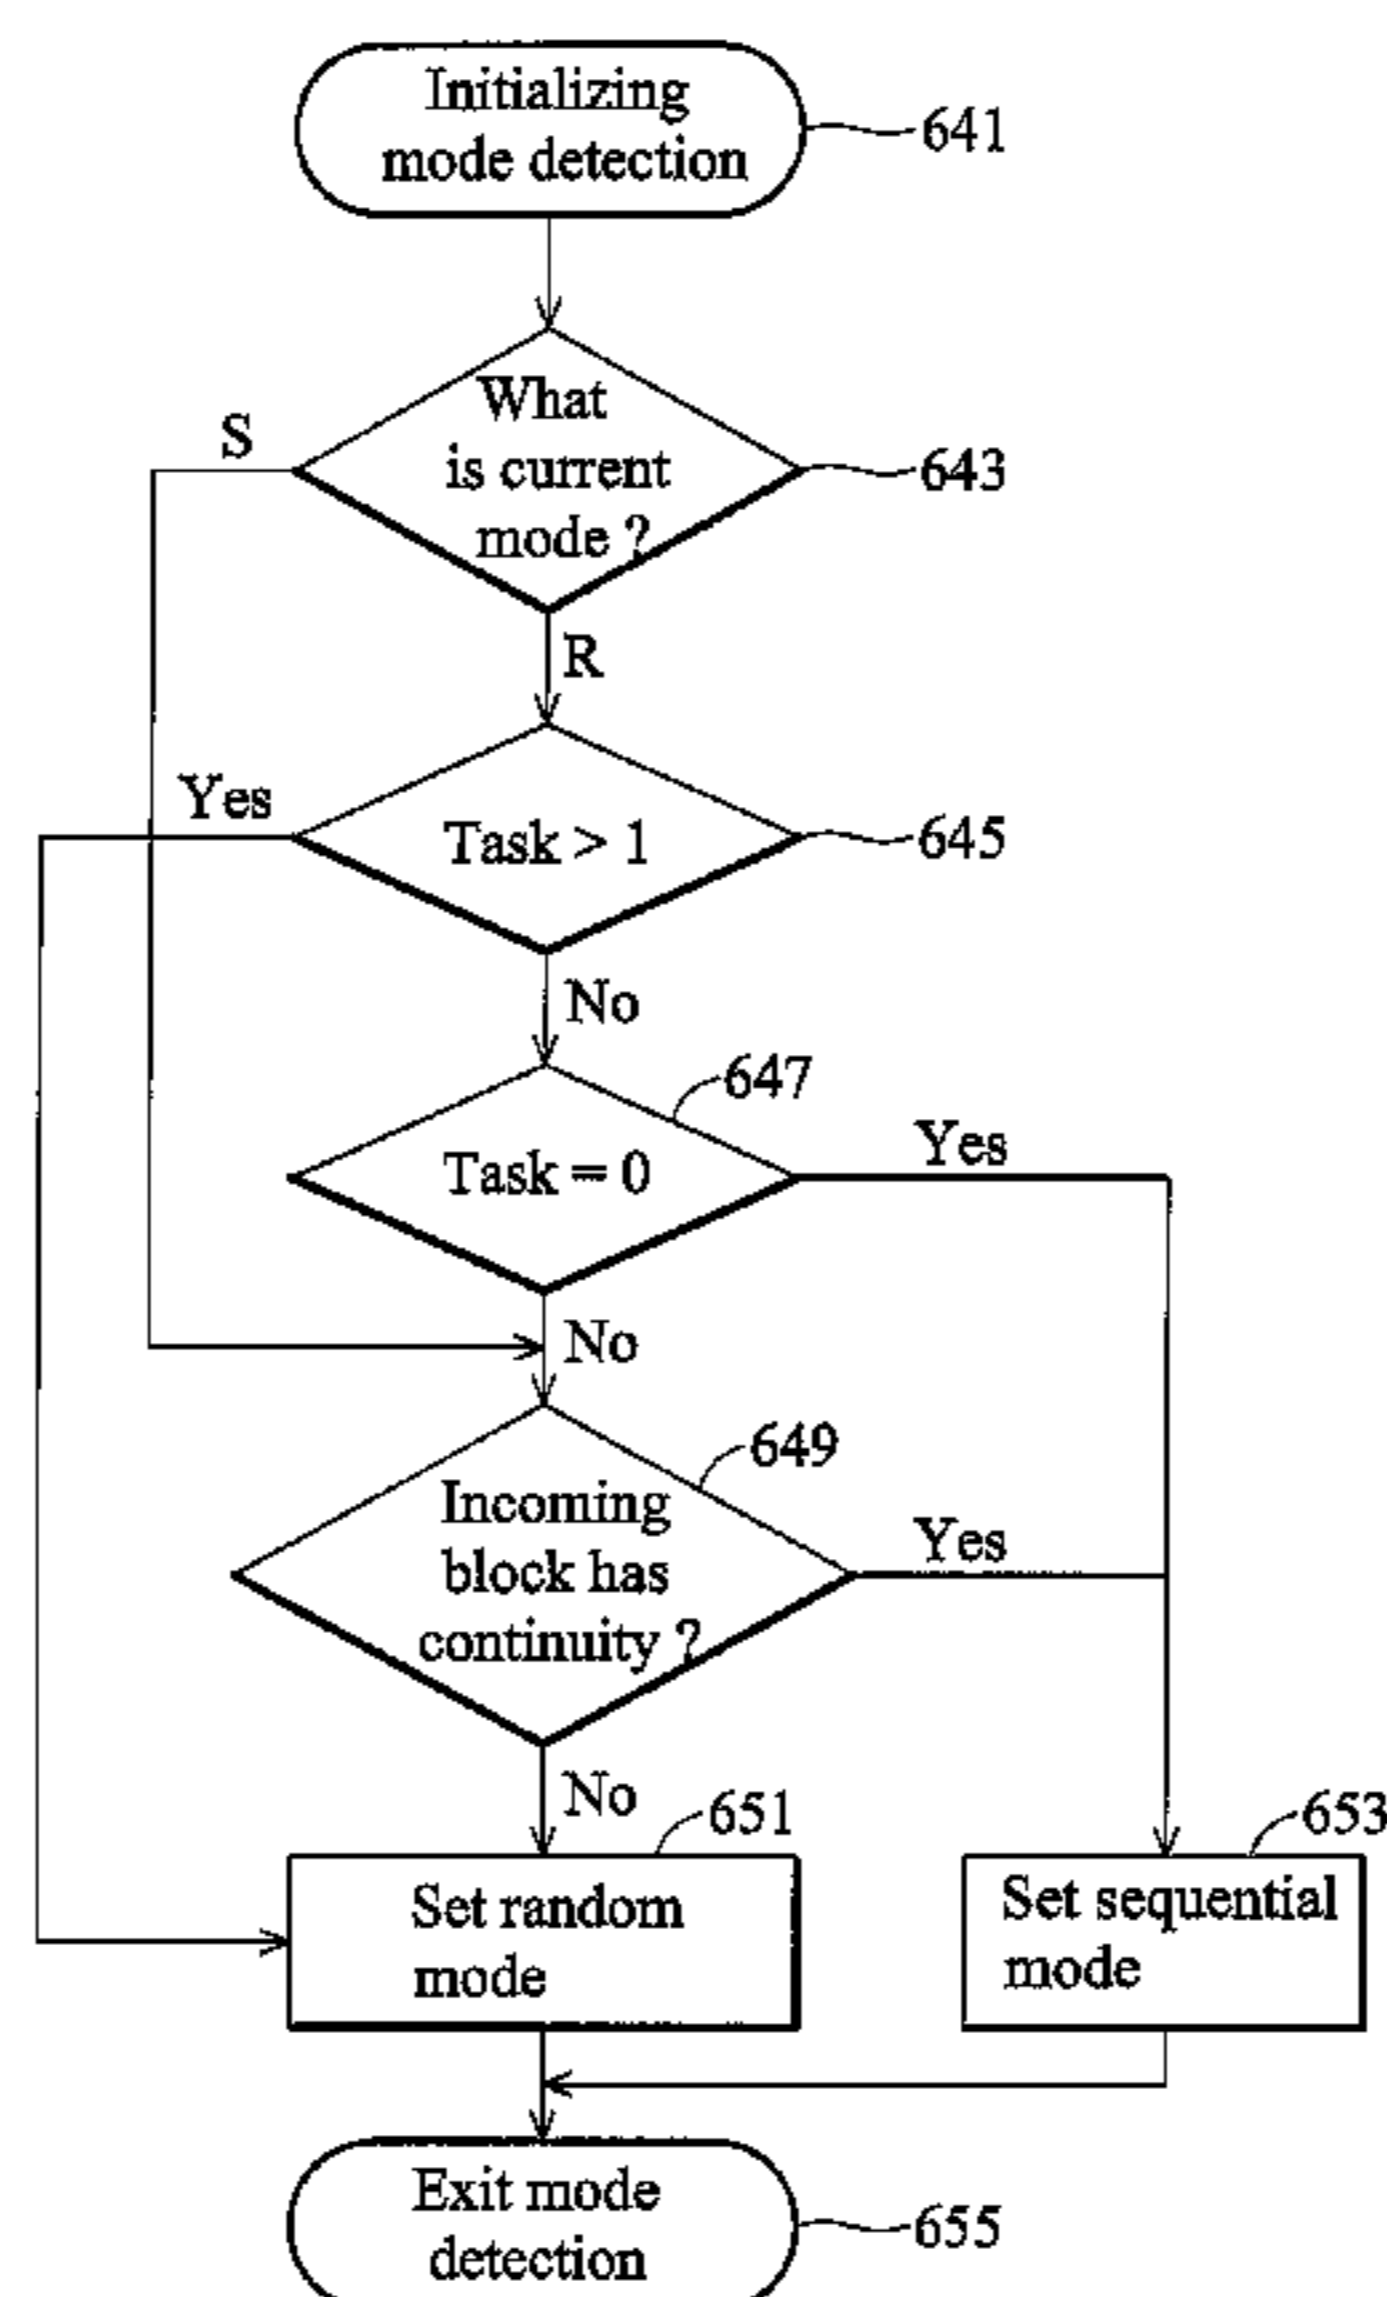 Initializing
mode detection
641
What
is current
mode ?
643
S
R
Yes
Task > 1
645
No
647
Task = 0
Yes
No
649
Incoming
block has
continuity ?
Yes
No
651
653
Set random
mode
Set sequential
mode
Exit mode
detection
655